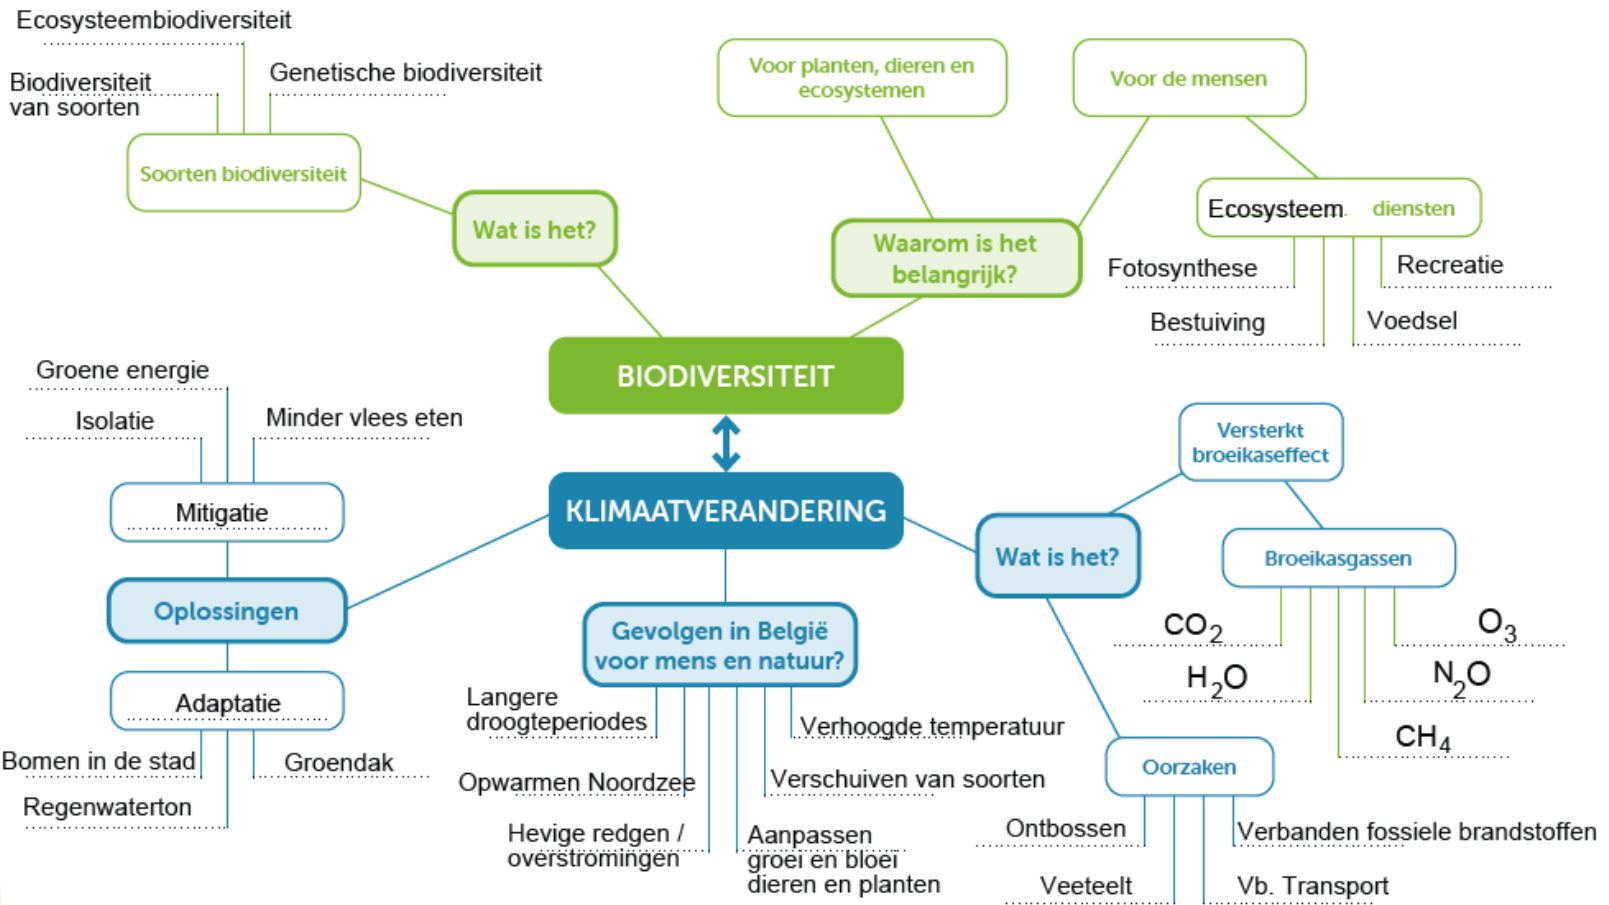 Ecosysteembiodiversiteit
Biodiversiteit
van soorten
Genetische biodiversiteit
Soorten biodiversiteit
Wat is het?
Voor planten, dieren en
ecosystemen
Voor de mensen
Waarom is het
belangrijk?
Ecosysteem diensten
Fotosynthese
Recreatie
Bestuiving
Voedsel
BIODIVERSITEIT
KLIMAATVERANDERING
Groene energie
Isolatie
Minder vlees eten
Mitigatie
Oplossingen
Adaptatie
Bomen in de stad
Groendak
Regenwaterton
Gevolgen in België
voor mens en natuur?
Langere
droogteperiodes
Verhoogde temperatuur
Opwarmen Noordzee
Verschuiven van soorten
Hevige redgen /
overstromingen
Aanpassen
groei en bloei
dieren en planten
Wat is het?
Versterkt
broeikaseffect
Broeikasgassen
CO₂
O₃
H₂O
N₂O
CH₄
Oorzaken
Ontbossen
Verbanden fossiele brandstoffen
Veeteelt
Vb. Transport